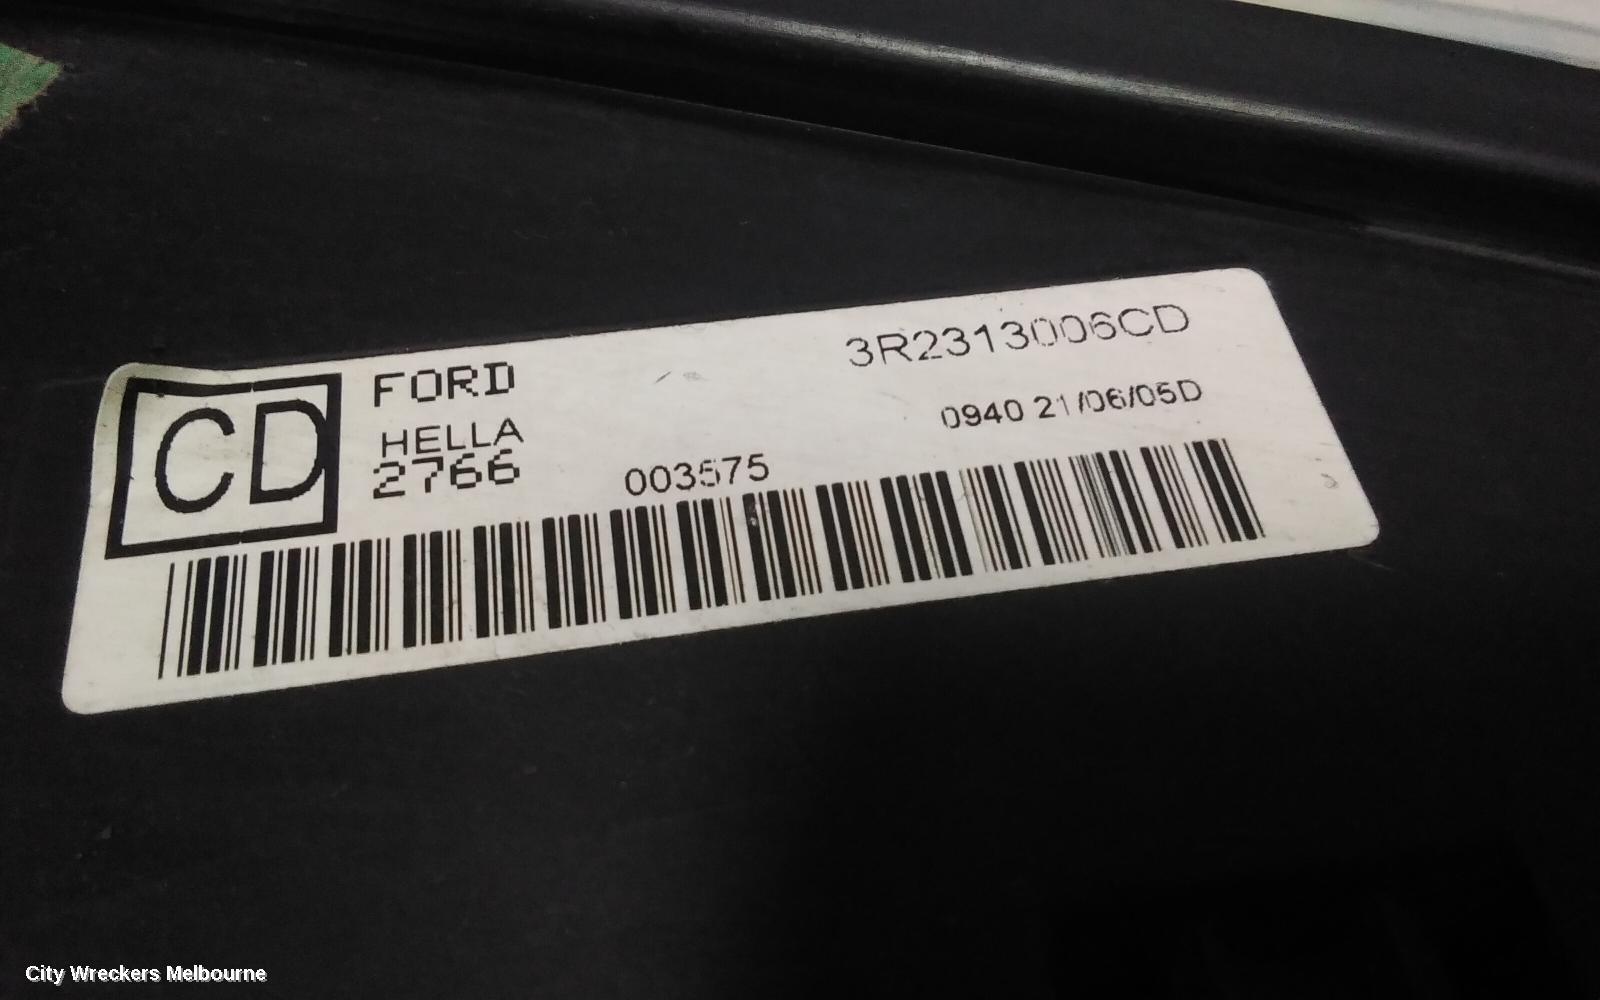 CD
FORD
HELLA
2766
003575
3R2313006CD
0940 21/06/05D
City Wreckers Melbourne